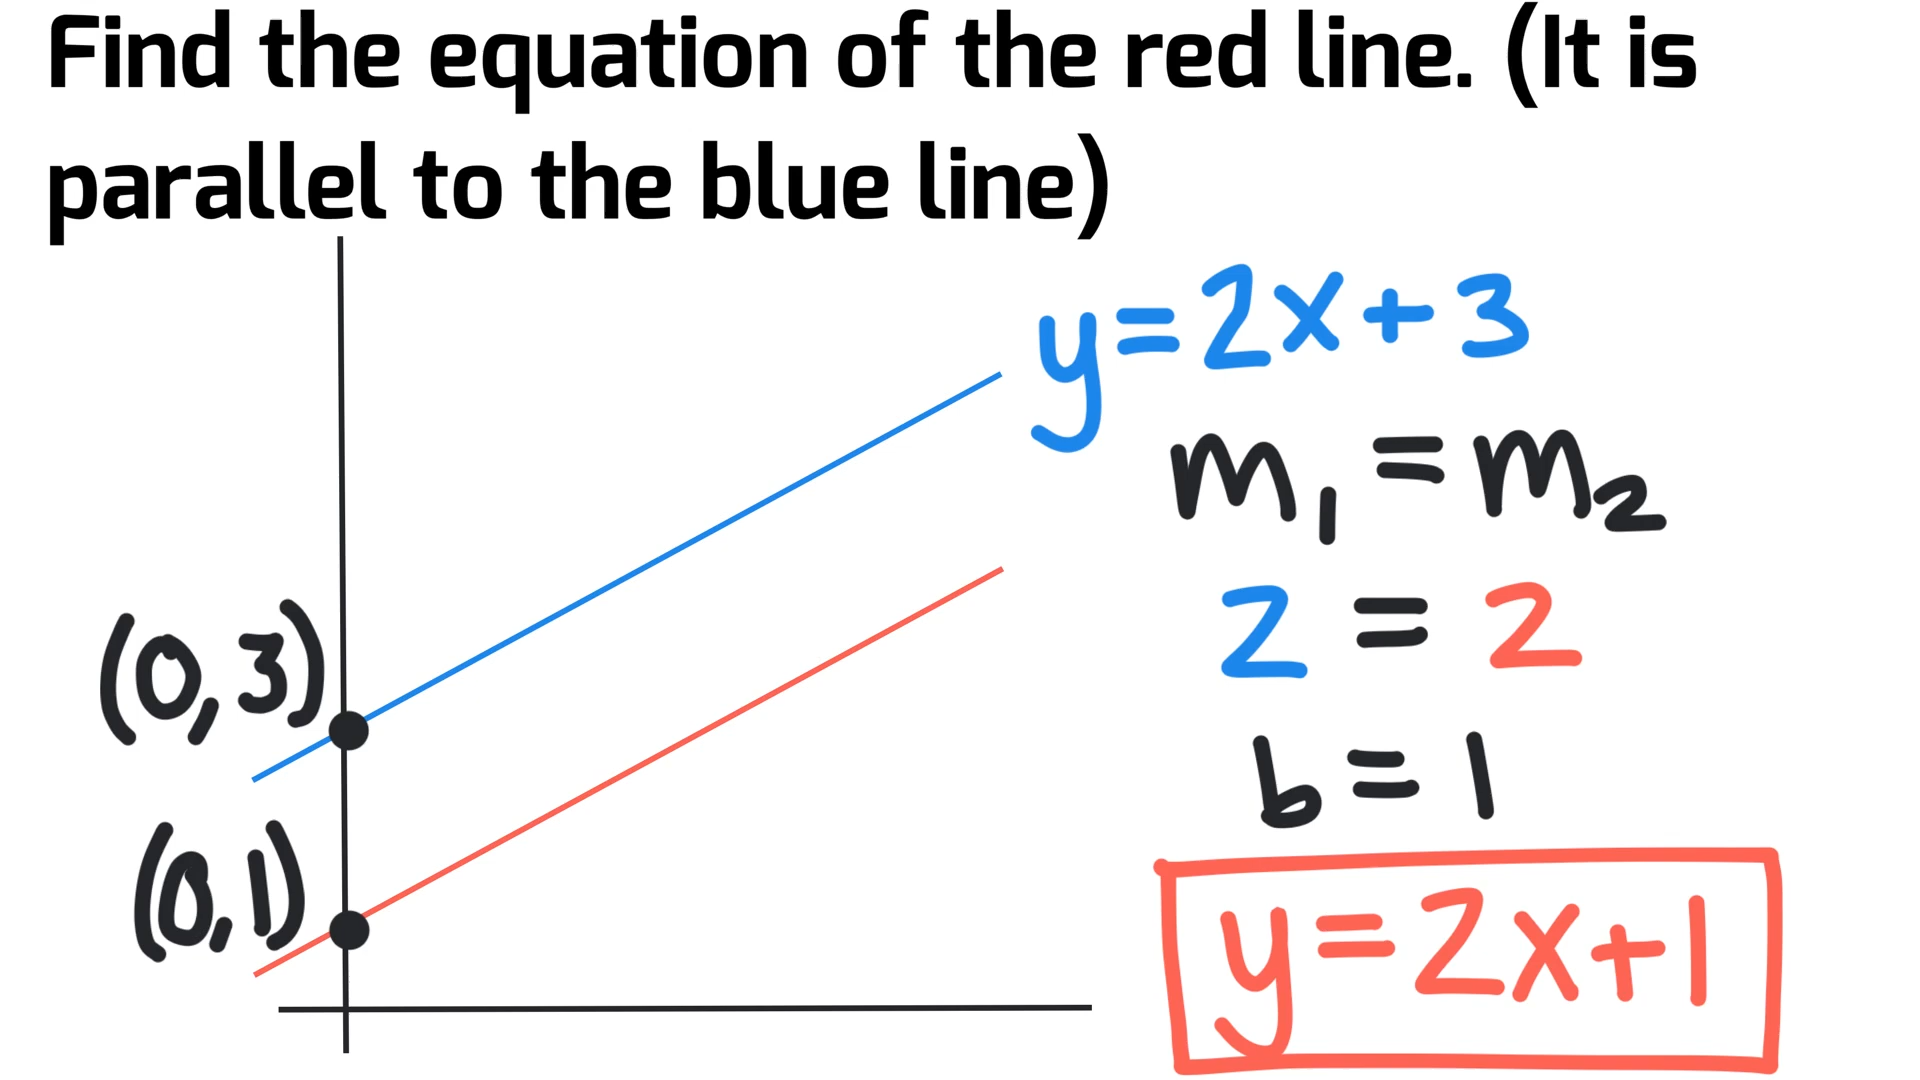 Find the equation of the red line. (It is
parallel to the blue line)
y=2x+3
m₁=m₂
2=2
(0,3)
b=1
(0,1)
y=2x+1